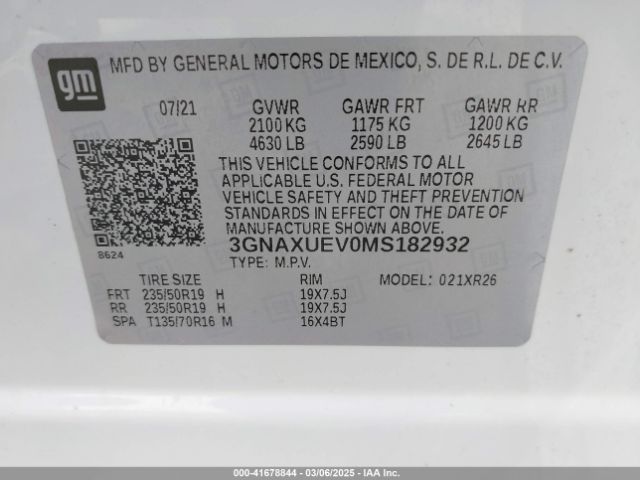 gm
MFD BY GENERAL MOTORS DE MEXICO, S. DE R.L. DE C.V.
07/21 GVWR GAWR FRT GAWR RR
2100 KG 1175 KG 1200 KG
4630 LB 2590 LB 2645 LB
THIS VEHICLE CONFORMS TO ALL
APPLICABLE U.S. FEDERAL MOTOR
VEHICLE SAFETY AND THEFT PREVENTION
STANDARDS IN EFFECT ON THE DATE OF
MANUFACTURE SHOWN ABOVE.
8624
3GNAXUEV0MS182932
TYPE: M.P.V.
TIRE SIZE RIM MODEL: 021XR26
FRT 235/50R19 H 19X7.5J
RR 235/50R19 H 19X7.5J
SPA T135/70R16 M 16X4BT
000-41678844 - 03/06/2025 - IAA Inc.